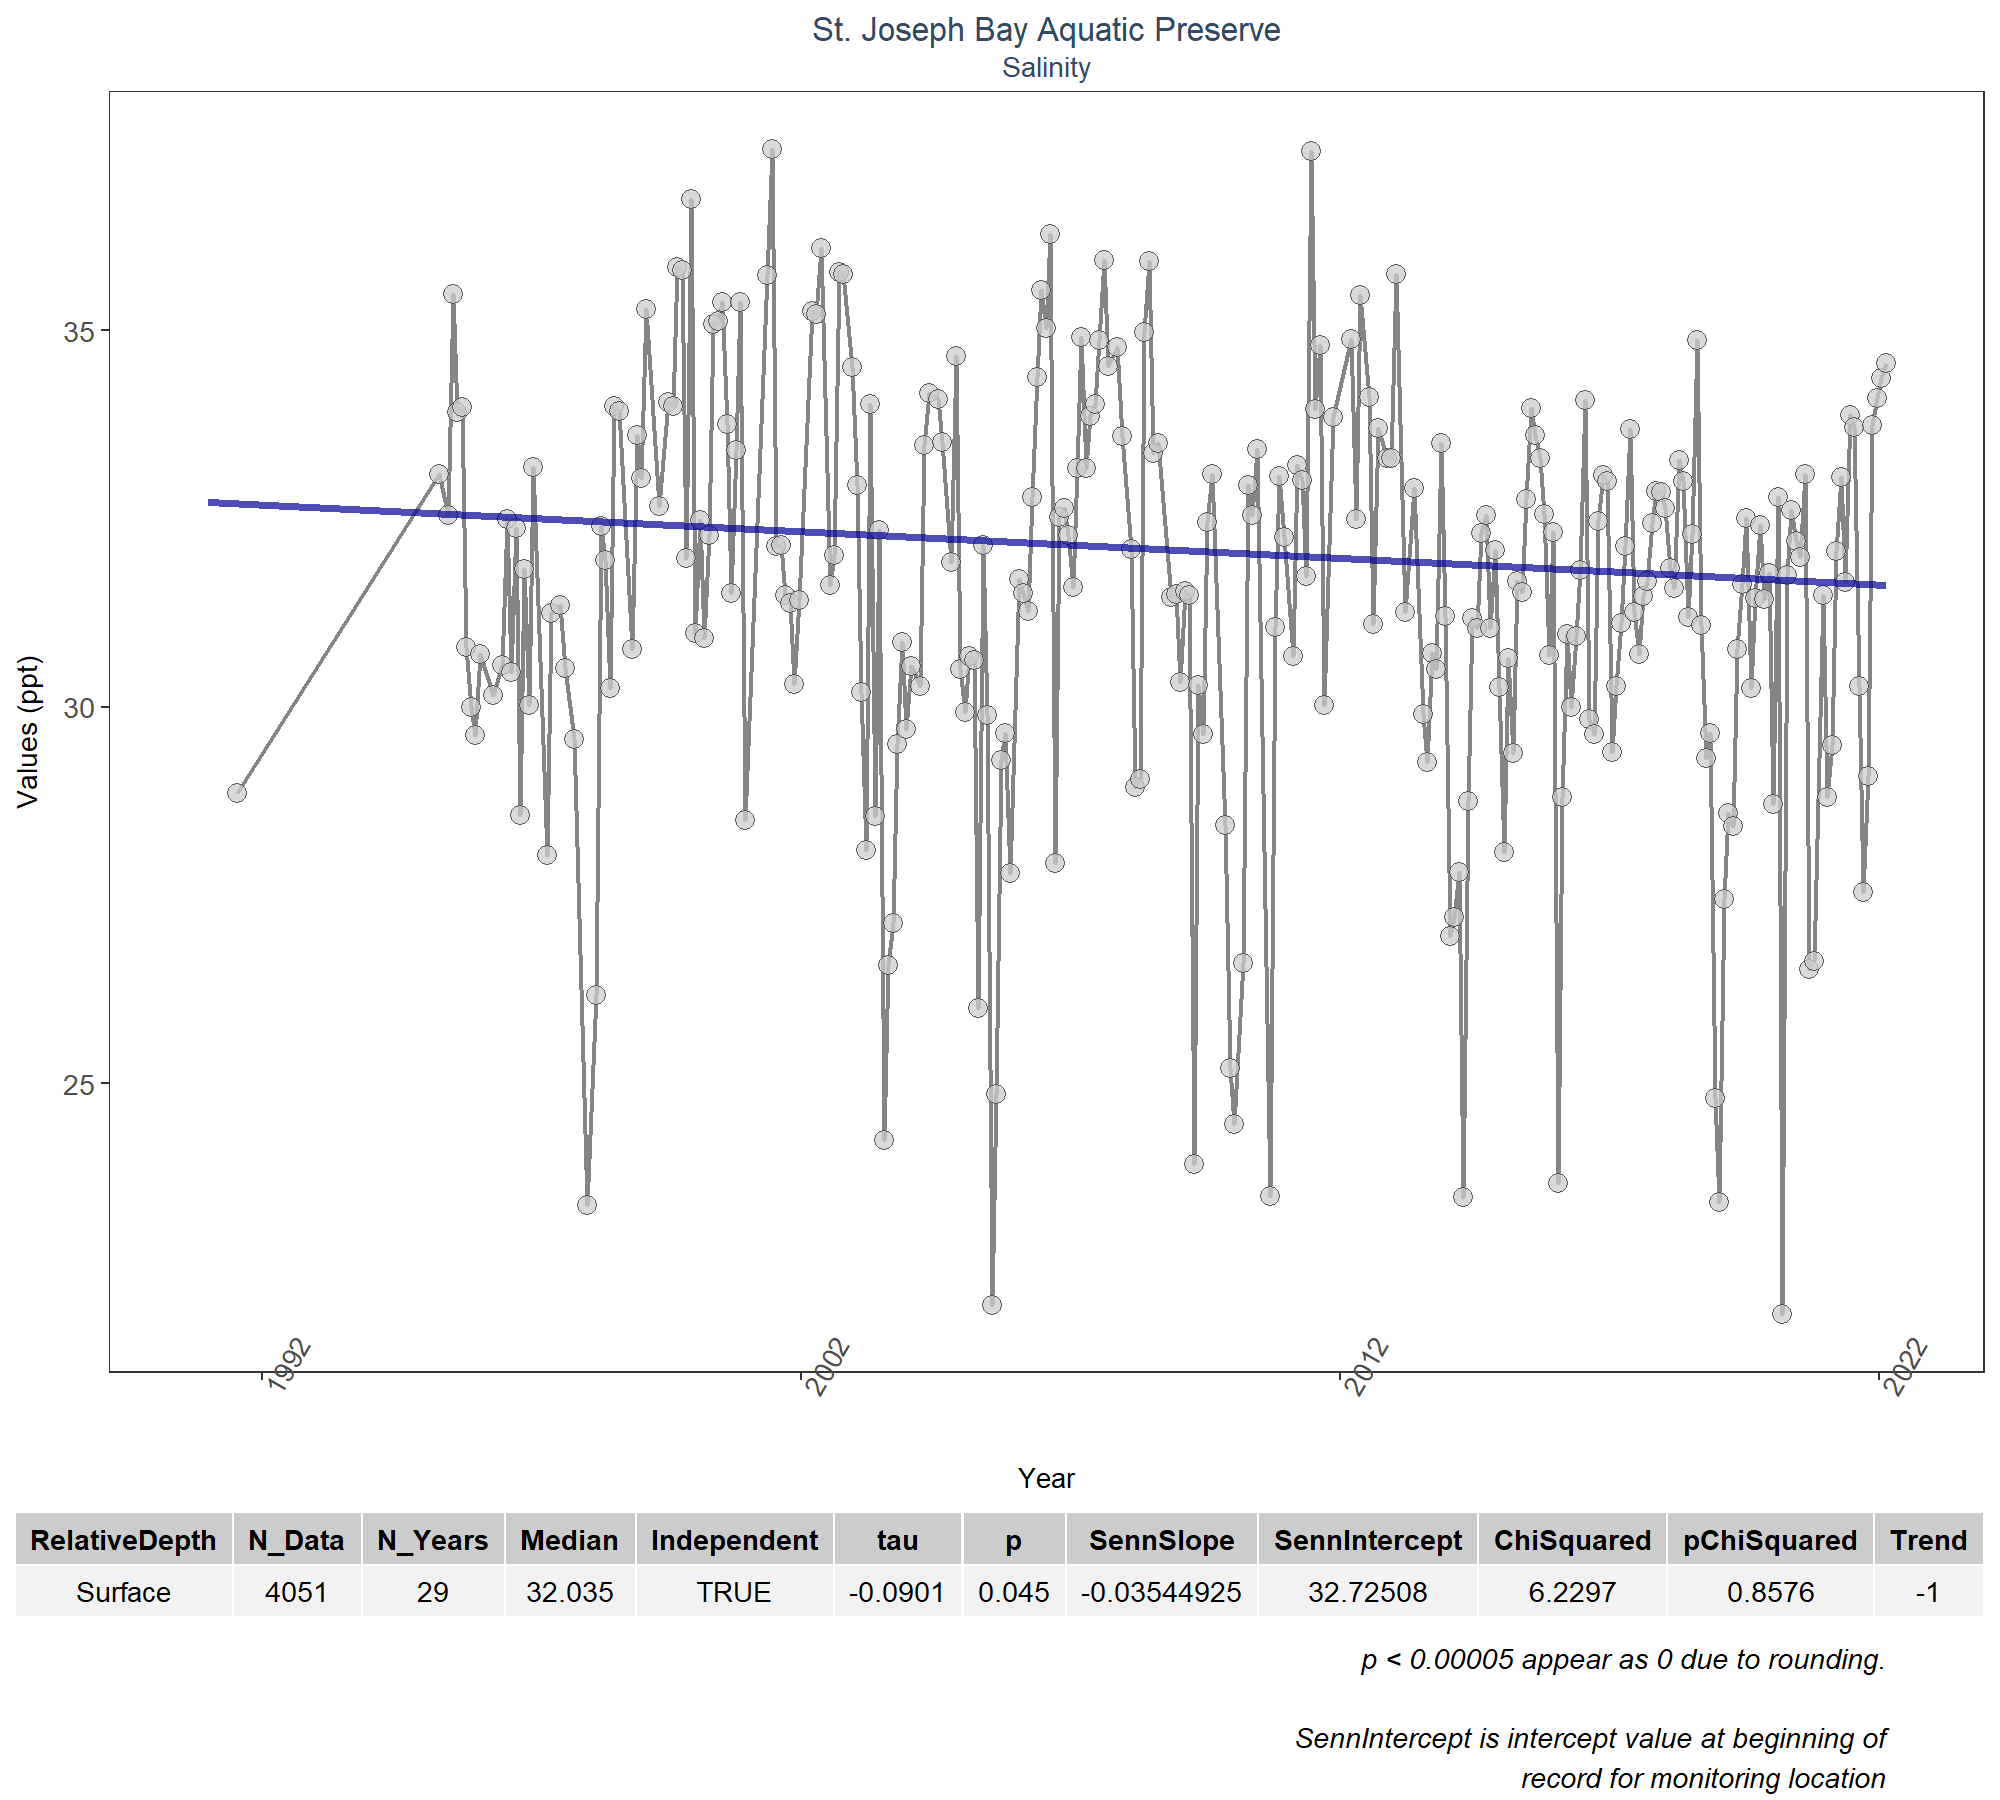 St. Joseph Bay Aquatic Preserve
Salinity
Values (ppt)
35
30
25
1992 2002 2012 2022
Year
RelativeDepth N_Data N_Years Median Independent tau p SennSlope SennIntercept ChiSquared pChiSquared Trend
Surface 4051 29 32.035 TRUE -0.0901 0.045 -0.03544925 32.72508 6.2297 0.8576 -1
p < 0.00005 appear as 0 due to rounding.
SennIntercept is intercept value at beginning of
record for monitoring location